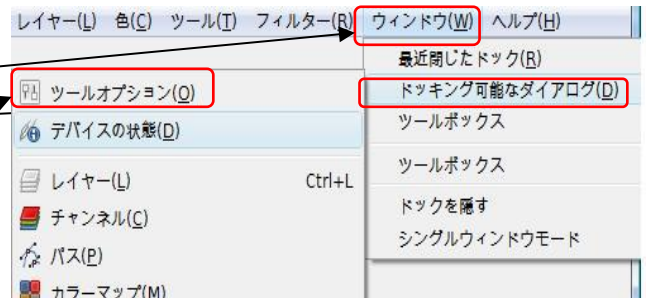 レイヤー(L) 色(C) ツール(T) フィルター(R) ウィンドウ(W) ヘルプ(H)
最近閉じたドック(R)
ドッキング可能なダイアログ(D)
ツールボックス
ツールボックス
ドックを隠す
シングルウィンドウモード
ツールオプション(O)
デバイスの状態(D)
レイヤー(L) Ctrl+L
チャンネル(C)
パス(P)
カラーマップ(M)